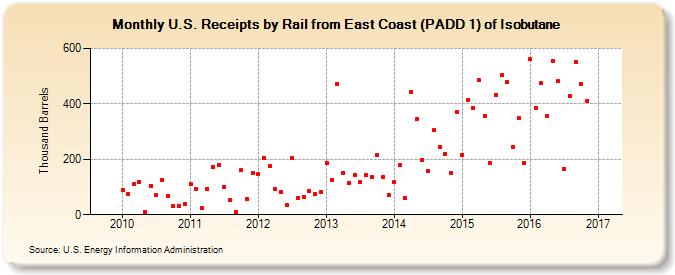 Monthly U.S. Receipts by Rail from East Coast (PADD 1) of Isobutane
Thousand Barrels
600
400
200
0
2010 2011 2012 2013 2014 2015 2016 2017
Source: U.S. Energy Information Administration